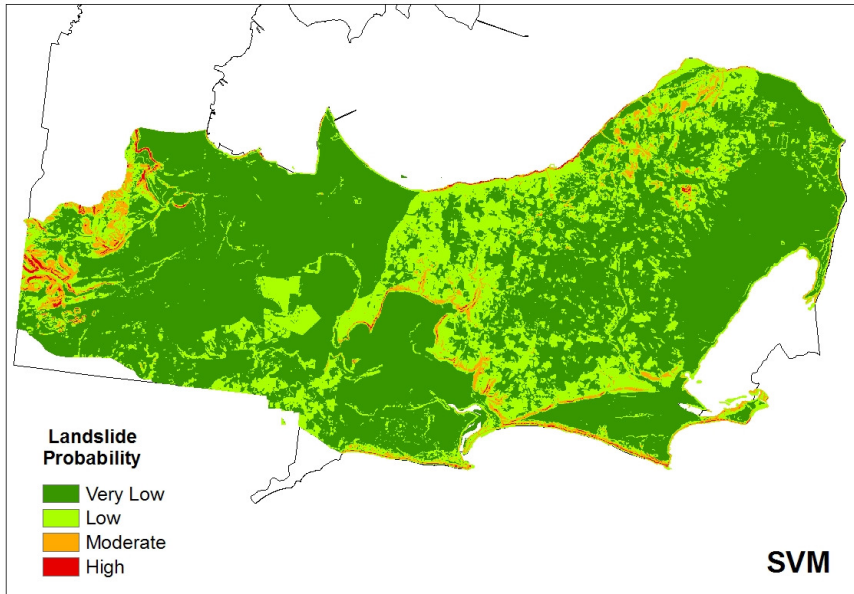 Landslide
Probability
Very Low
Low
Moderate
High
SVM